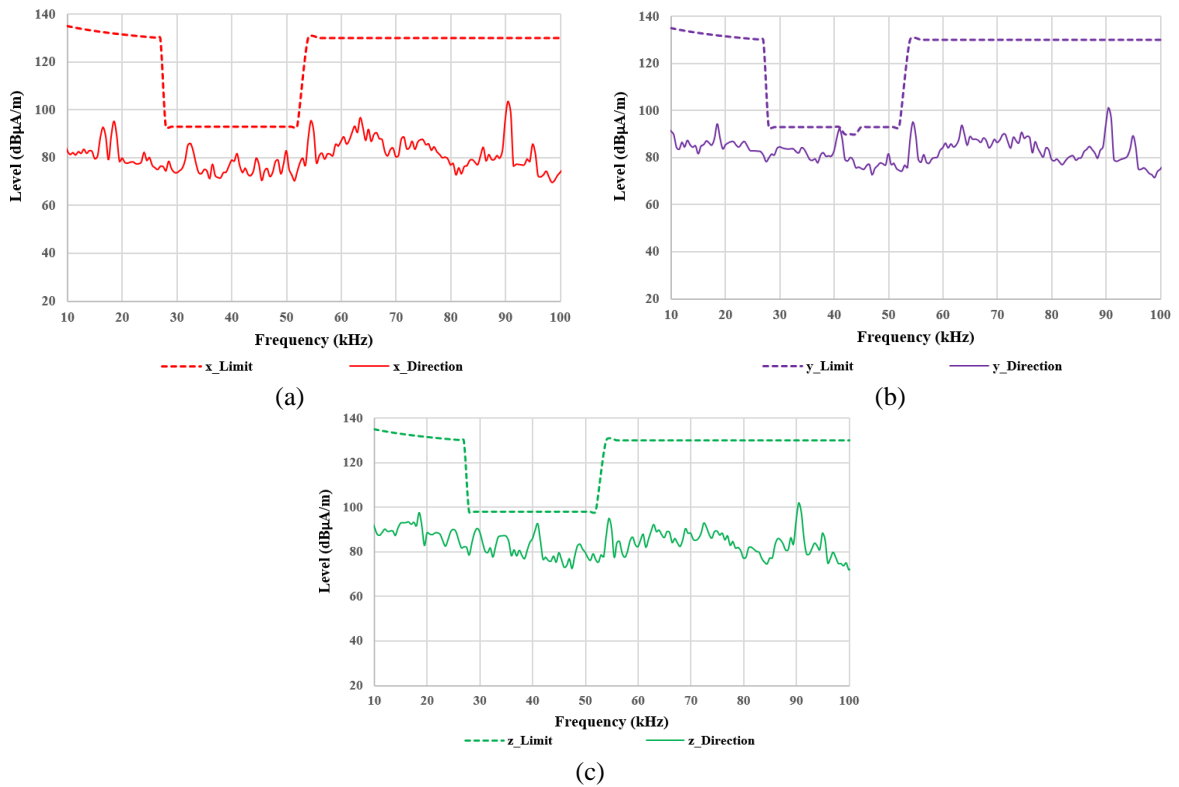 140
120
100
80
60
40
20
Level (dBµA/m)
10 20 30 40 50 60 70 80 90 100
Frequency (kHz)
x_Limit x_Direction
(a)
140
120
100
80
60
40
20
Level (dBµA/m)
10 20 30 40 50 60 70 80 90 100
Frequency (kHz)
y_Limit y_Direction
(b)
140
120
100
80
60
40
20
Level (dBµA/m)
10 20 30 40 50 60 70 80 90 100
Frequency (kHz)
z_Limit z_Direction
(c)